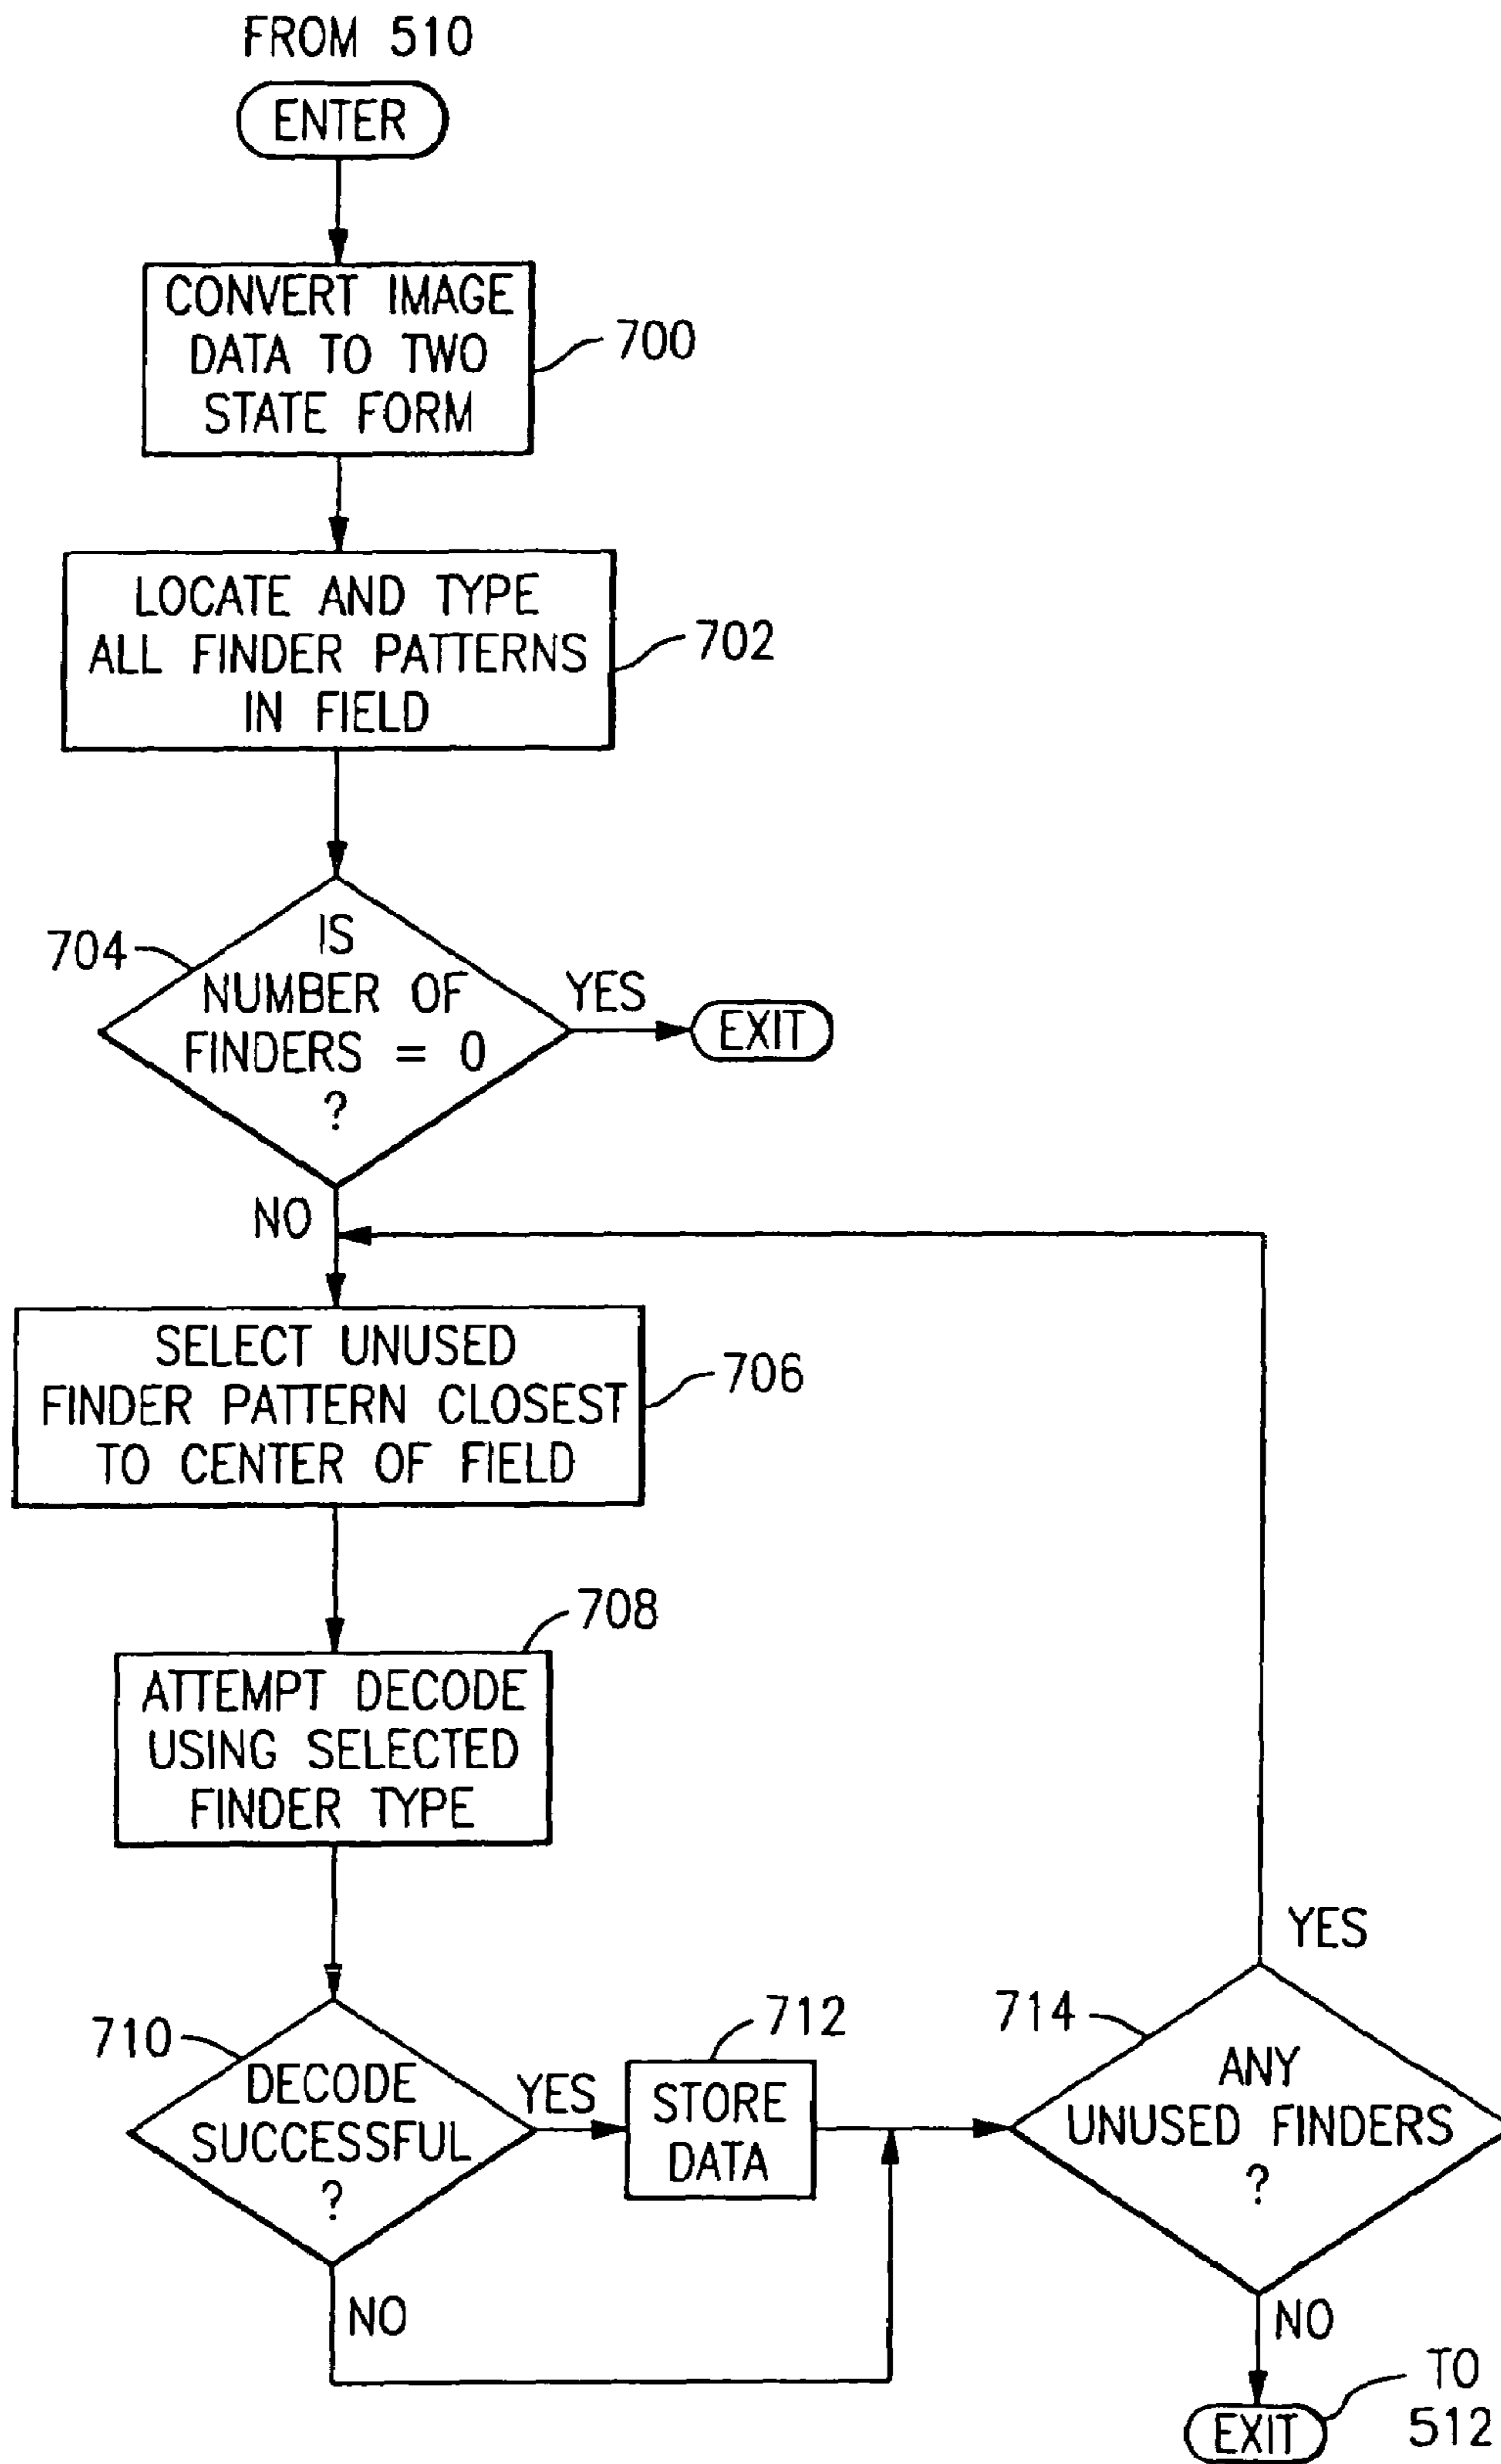 FROM 510
ENTER
CONVERT IMAGE
DATA TO TWO
STATE FORM
700
LOCATE AND TYPE
ALL FINDER PATTERNS
IN FIELD
702
704
IS
NUMBER OF
FINDERS = 0
?
YES
EXIT
NO
SELECT UNUSED
FINDER PATTERN CLOSEST
TO CENTER OF FIELD
706
708
ATTEMPT DECODE
USING SELECTED
FINDER TYPE
710
DECODE
SUCCESSFUL
?
YES
712
STORE
DATA
NO
714
ANY
UNUSED FINDERS
?
YES
NO
EXIT
TO
512